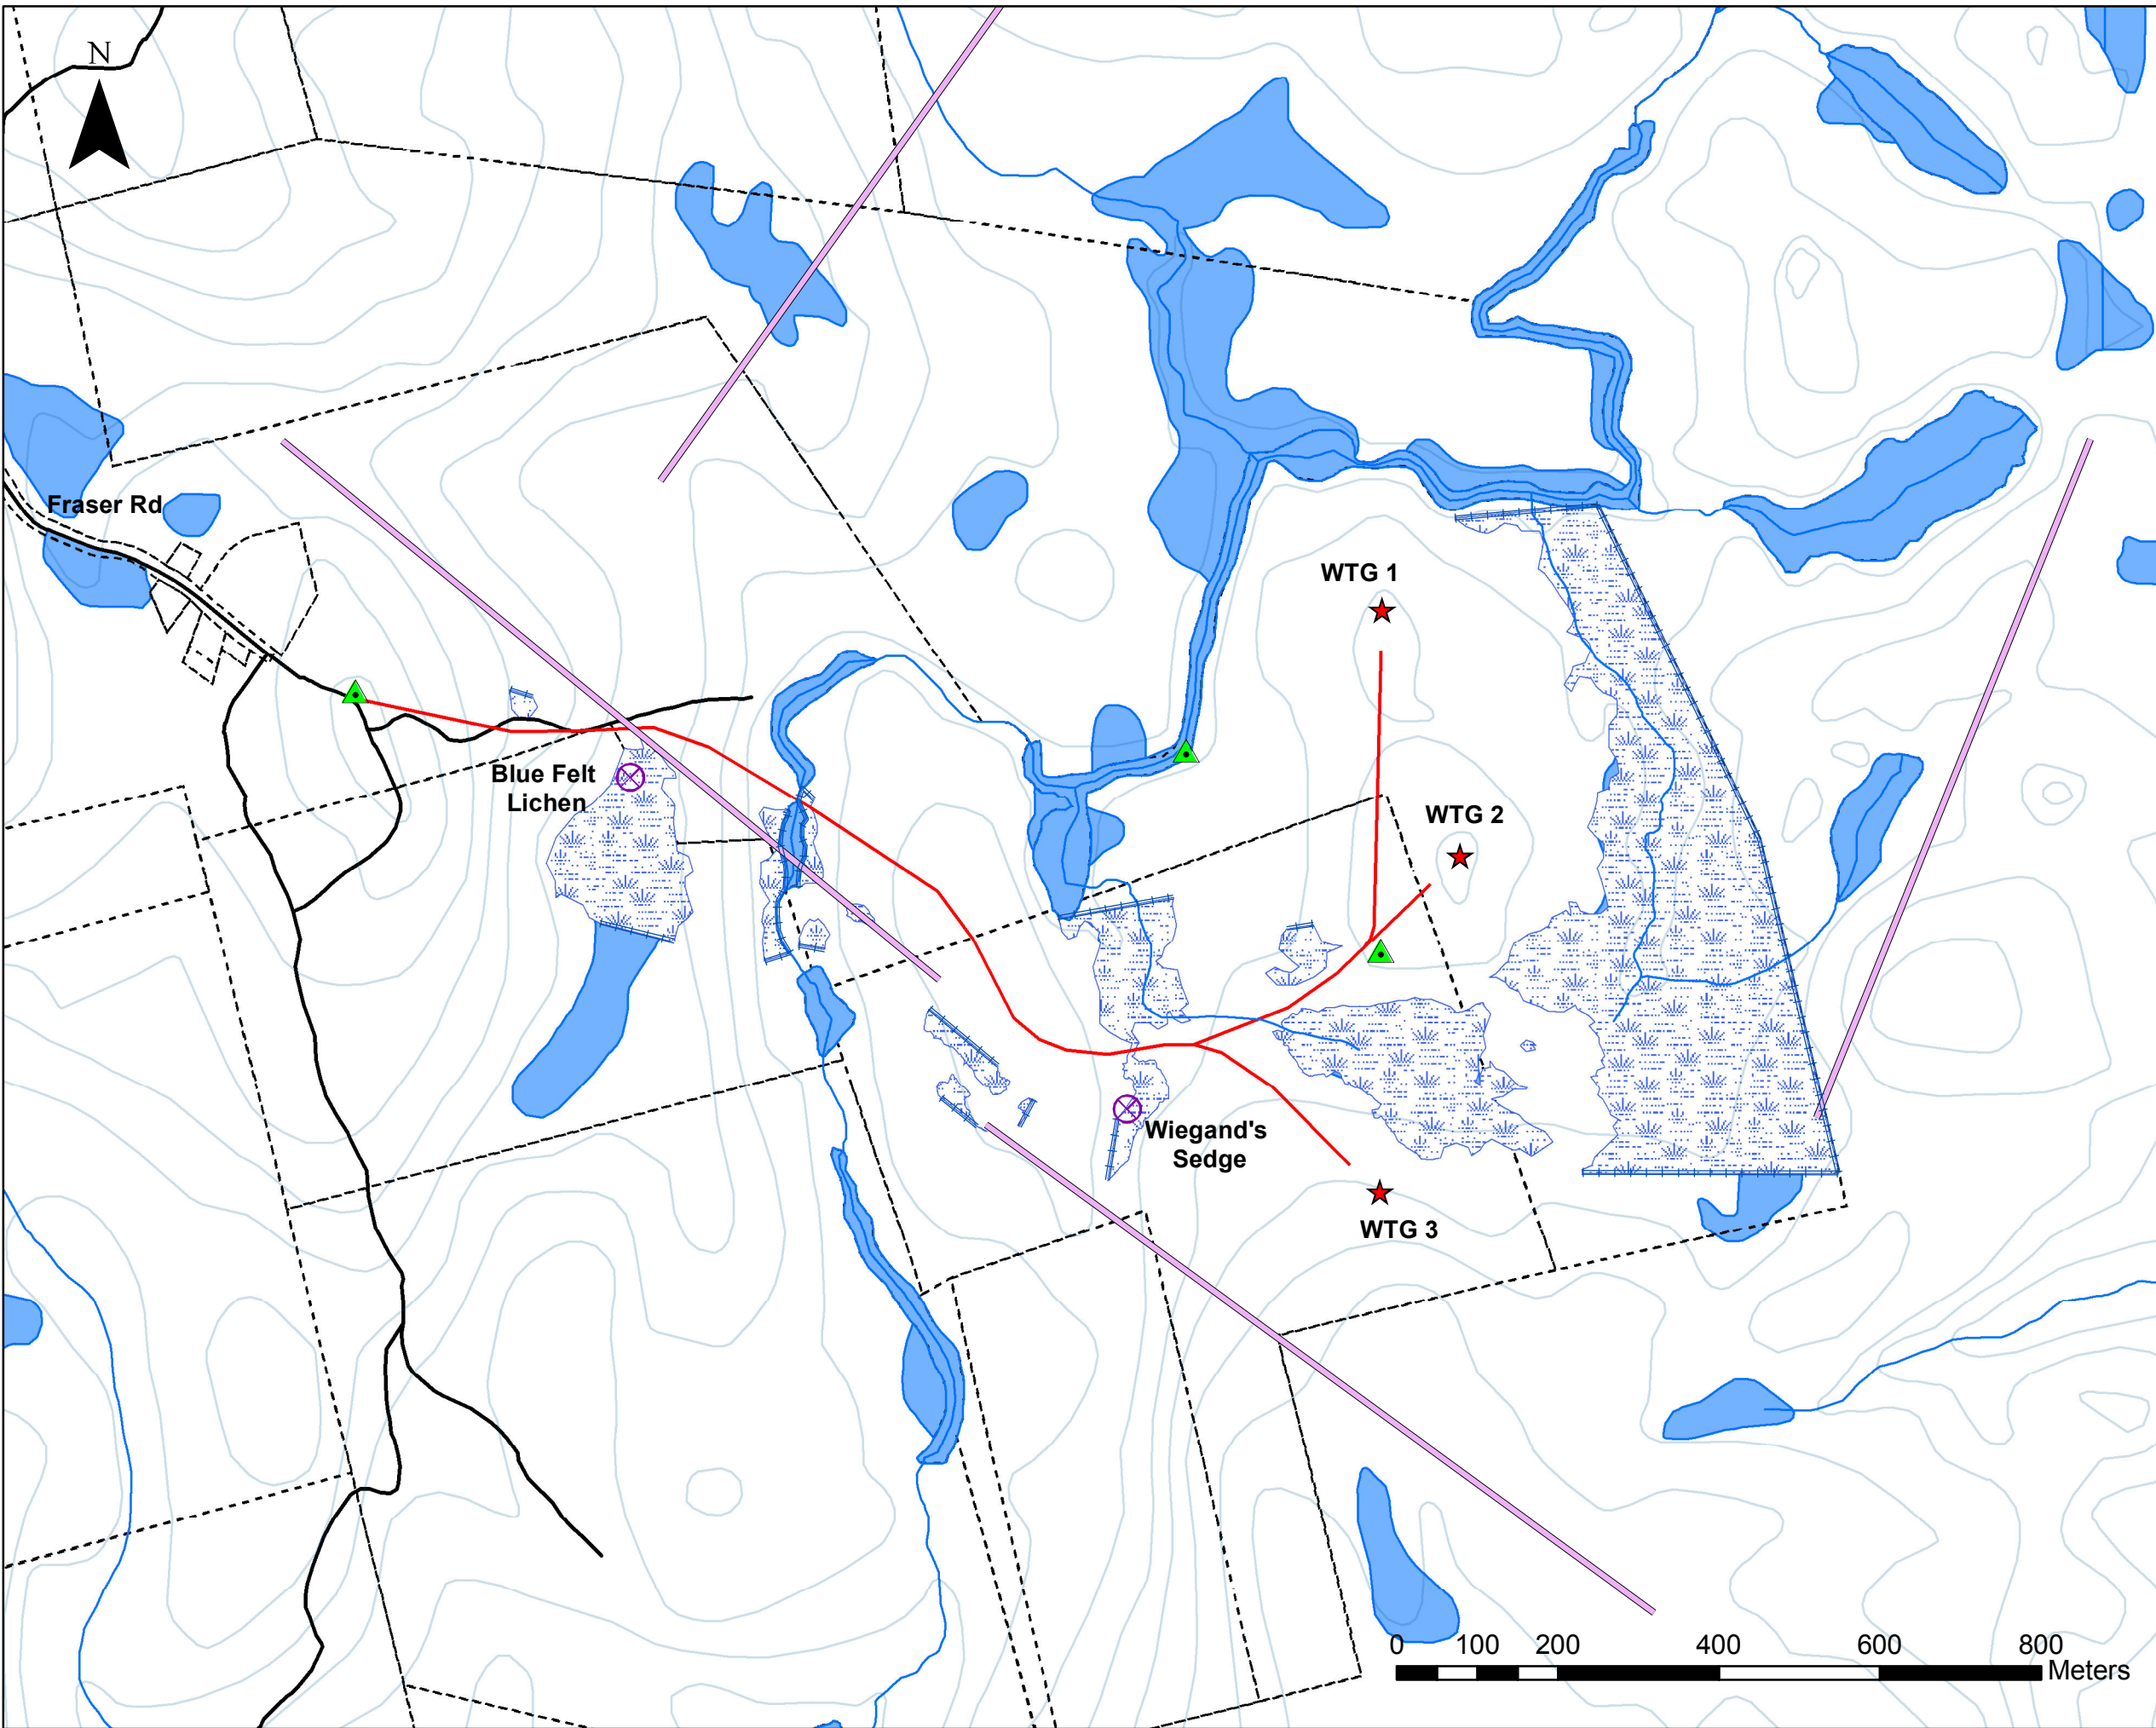 N
Fraser Rd
WTG 1
Blue Felt
Lichen
WTG 2
Wiegand's
Sedge
WTG 3
0 100 200 400 600 800
Meters